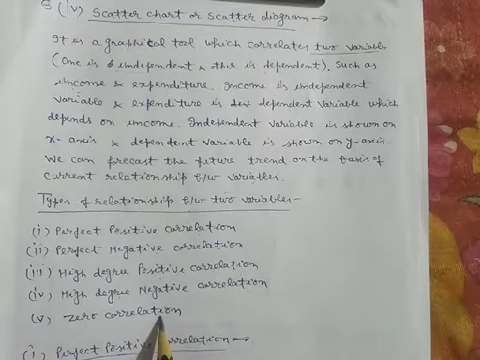 (iv) Scatter chart or Scatter diagram →
It is a graphical tool which correlates two variable
(One is independent & other is dependent). Such as
income & expenditure. Income is independent
variable & expenditure is dependent variable which
depends on income. Independent variable is shown on
x-axis & dependent variable is shown on y-axis.
We can forecast the future trend on the basis of
current relationship b/w variables.
Types of relationship b/w two variables-
(i) Perfect Positive correlation
(ii) Perfect Negative correlation
(iii) High degree Positive correlation
(iv) High degree Negative correlation
(v) Zero correlation
(i) Perfect Positive correlation →